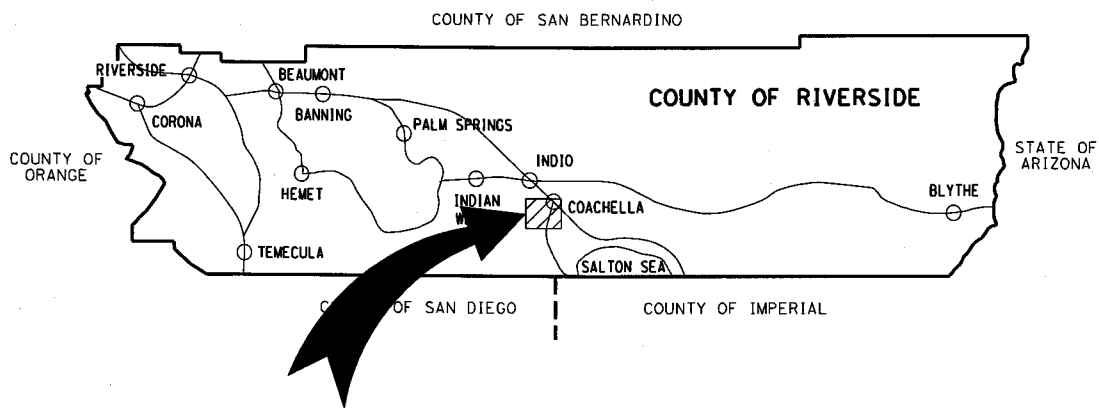 COUNTY OF SAN BERNARDINO
RIVERSIDE
BEAUMONT
COUNTY OF RIVERSIDE
CORONA
BANNING
PALM SPRINGS
STATE OF
ARIZONA
COUNTY OF
ORANGE
INDIO
HEMET
BLYTHE
INDIAN
W
COACHELLA
TEMECULA
SALTON SEA
OF SAN DIEGO
COUNTY OF IMPERIAL